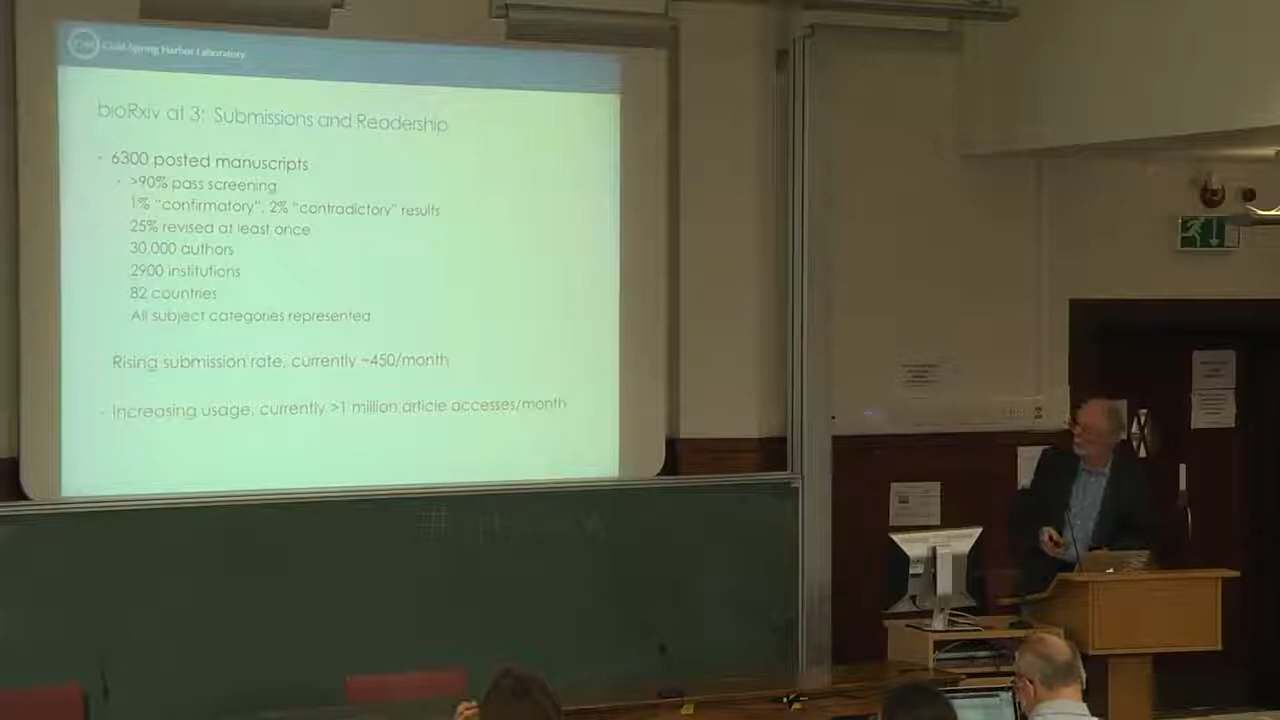 Cold Spring Harbor Laboratory
bioRxiv at 3: Submissions and Readership
6300 posted manuscripts
>90% pass screening
1% "confirmatory", 2% "contradictory" results
25% revised at least once
30,000 authors
2900 institutions
82 countries
All subject categories represented
Rising submission rate, currently ~450/month
Increasing usage, currently >1 million article accesses/month